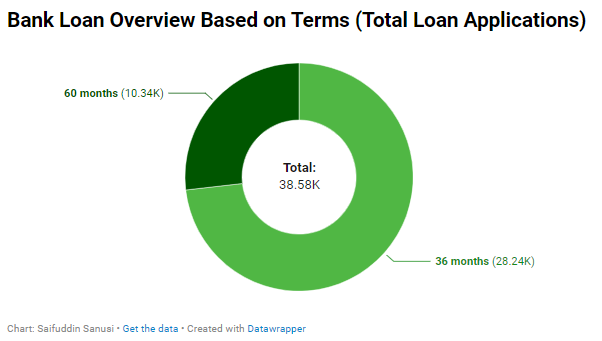 Bank Loan Overview Based on Terms (Total Loan Applications)
60 months (10.34K)
Total:
38.58K
36 months (28.24K)
Chart: Saifuddin Sanusi • Get the data • Created with Datawrapper